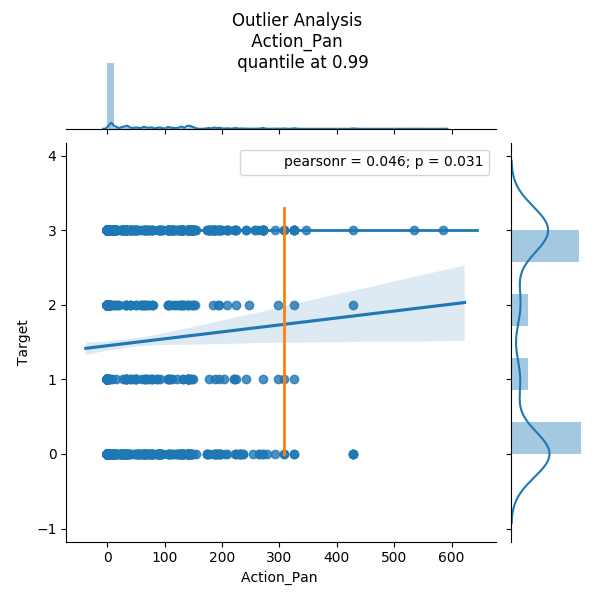 Outlier Analysis
Action_Pan
quantile at 0.99
pearsonr = 0.046; p = 0.031
4
3
2
1
0
−1
Target
0 100 200 300 400 500 600
Action_Pan